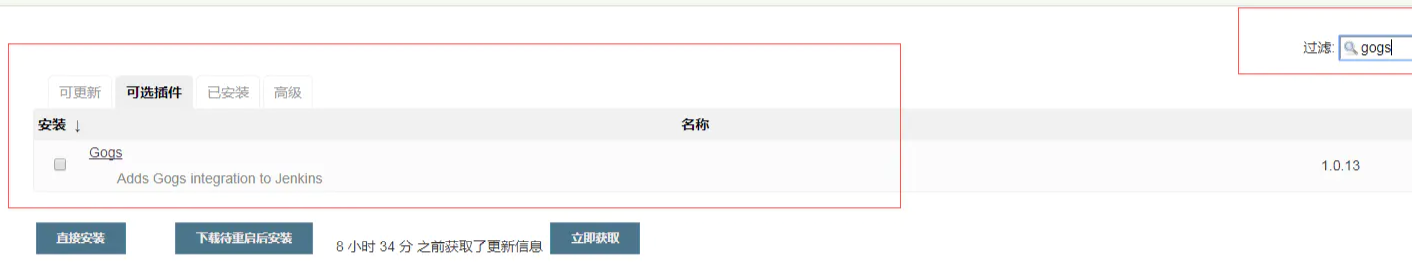 过滤: gogs
可更新 可选插件 已安装 高级
安装 ↓ 名称
Gogs
1.0.13
Adds Gogs integration to Jenkins
直接安装 下载待重启后安装 8 小时 34 分 之前获取了更新信息 立即获取